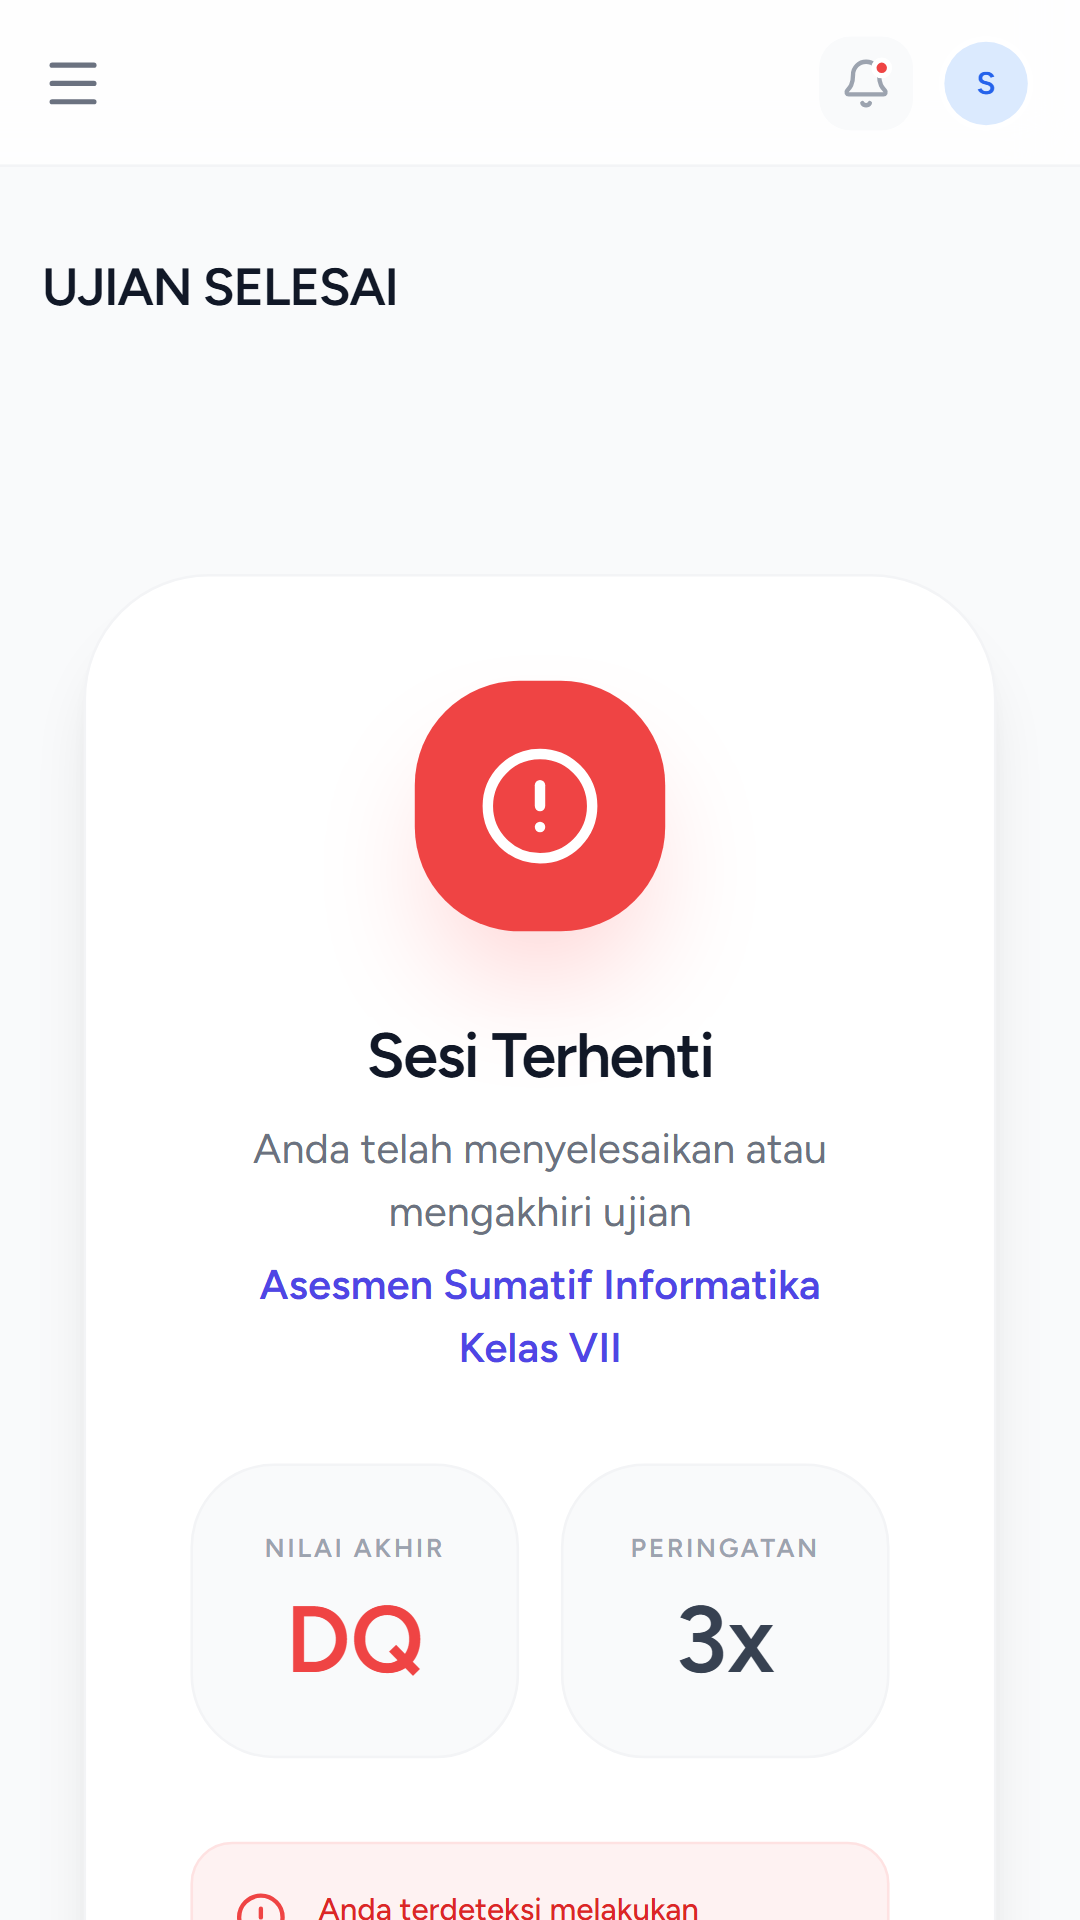 S
UJIAN SELESAI
Sesi Terhenti
Anda telah menyelesaikan atau
mengakhiri ujian
Asesmen Sumatif Informatika
Kelas VII
NILAI AKHIR
DQ
PERINGATAN
3x
Anda terdeteksi melakukan